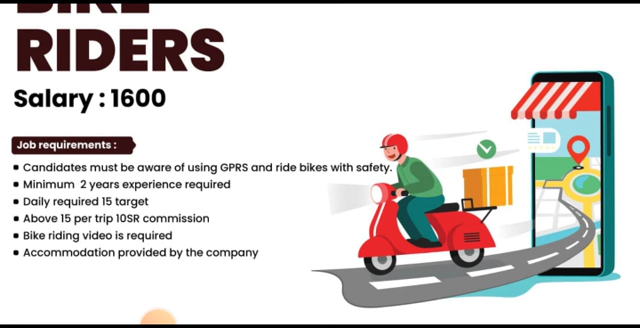 BIKE
RIDERS
Salary : 1600
Job requirements :
Candidates must be aware of using GPRS and ride bikes with safety.
Minimum 2 years experience required
Daily required 15 target
Above 15 per trip 10SR commission
Bike riding video is required
Accommodation provided by the company